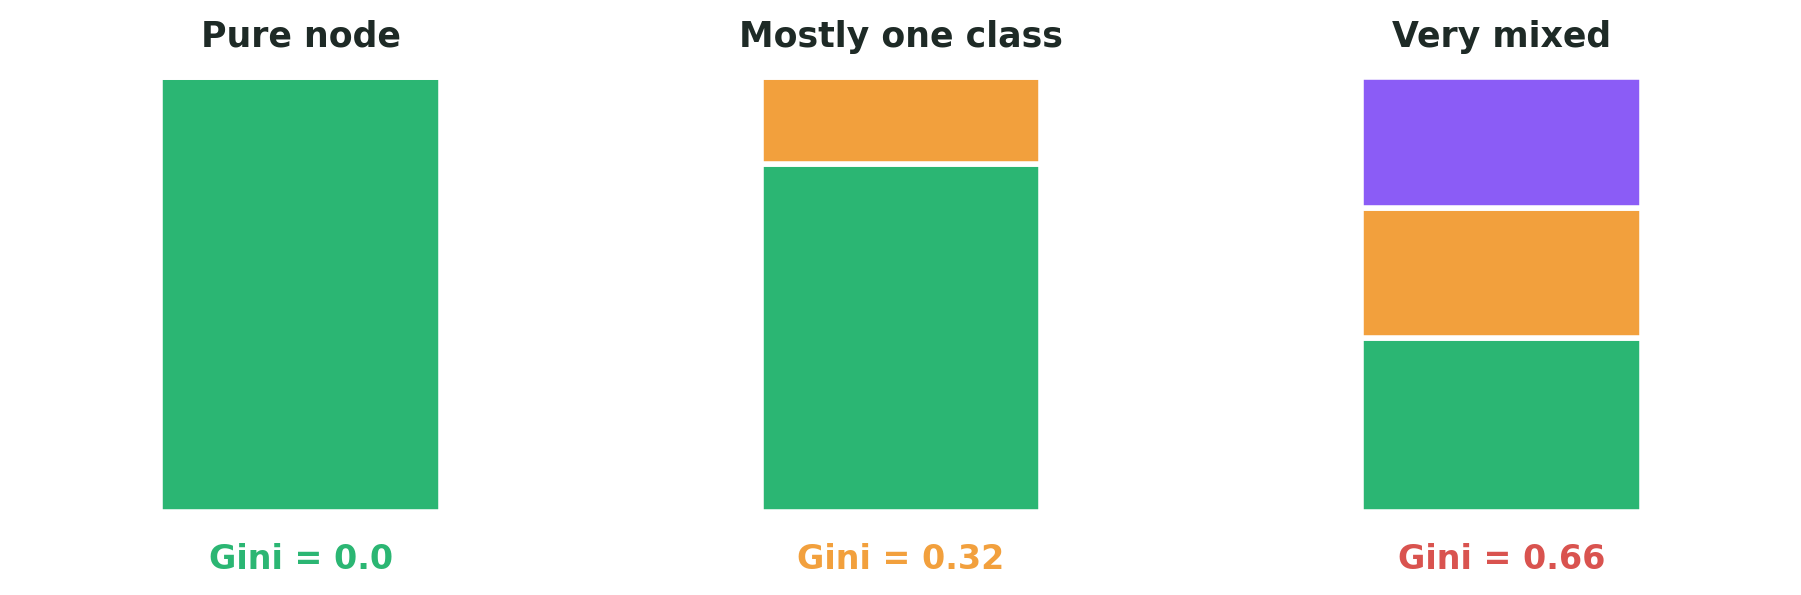 Pure node
Mostly one class
Very mixed
Gini = 0.0
Gini = 0.32
Gini = 0.66